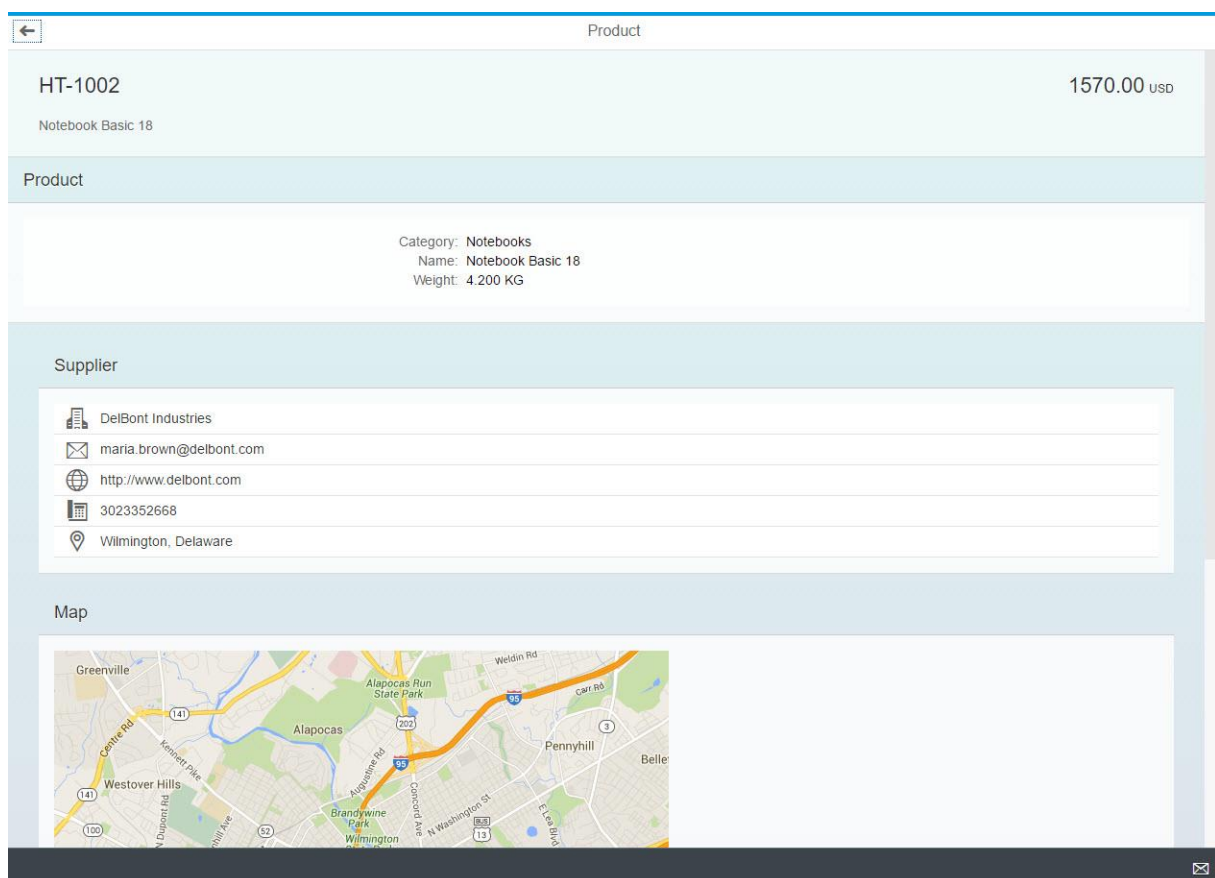 Product
HT-1002
1570.00 USD
Notebook Basic 18
Product
Category: Notebooks
Name: Notebook Basic 18
Weight: 4.200 KG
Supplier
DelBont Industries
maria.brown@delbont.com
http://www.delbont.com
3023352668
Wilmington, Delaware
Map
Greenville
Weldin Rd
Alapocas Run
State Park
95
Carr Rd
141
202
3
Centre Rd
Alapocas
Pennyhill
Kennett Pike
Augustine Rd
95
Belle
Westover Hills
141
Concord Ave
N Dupont Rd
N Washington St
Brandywine
Park
BUS
13
E Lea Blvd
100
52
Wilmington